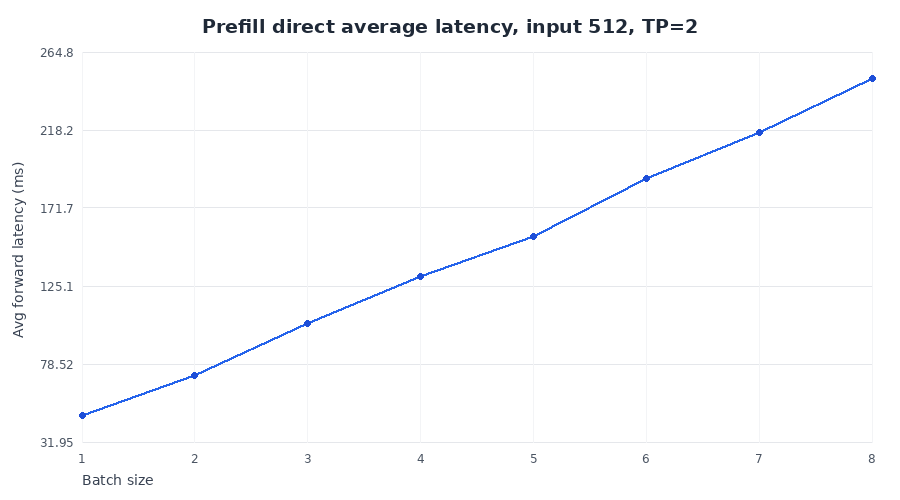 Prefill direct average latency, input 512, TP=2
264.8
218.2
171.7
125.1
78.52
31.95
Avg forward latency (ms)
1 2 3 4 5 6 7 8
Batch size